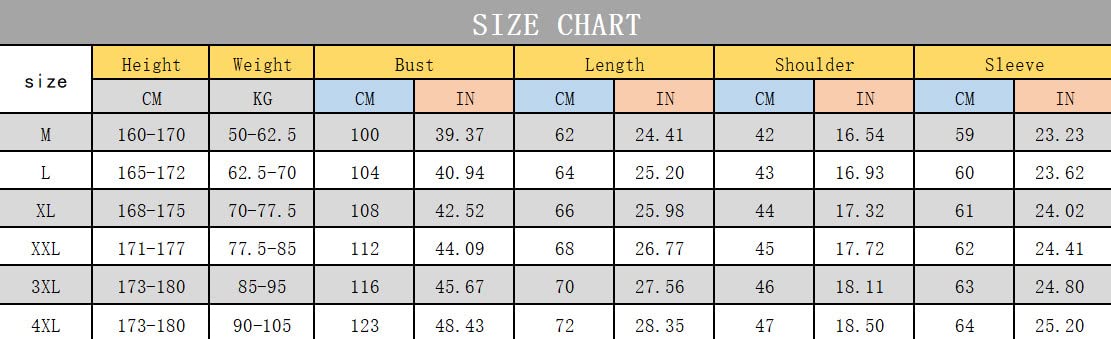 SIZE CHART
size Height Weight Bust Length Shoulder Sleeve
CM KG CM IN CM IN CM IN CM IN
M 160-170 50-62.5 100 39.37 62 24.41 42 16.54 59 23.23
L 165-172 62.5-70 104 40.94 64 25.20 43 16.93 60 23.62
XL 168-175 70-77.5 108 42.52 66 25.98 44 17.32 61 24.02
XXL 171-177 77.5-85 112 44.09 68 26.77 45 17.72 62 24.41
3XL 173-180 85-95 116 45.67 70 27.56 46 18.11 63 24.80
4XL 173-180 90-105 123 48.43 72 28.35 47 18.50 64 25.20